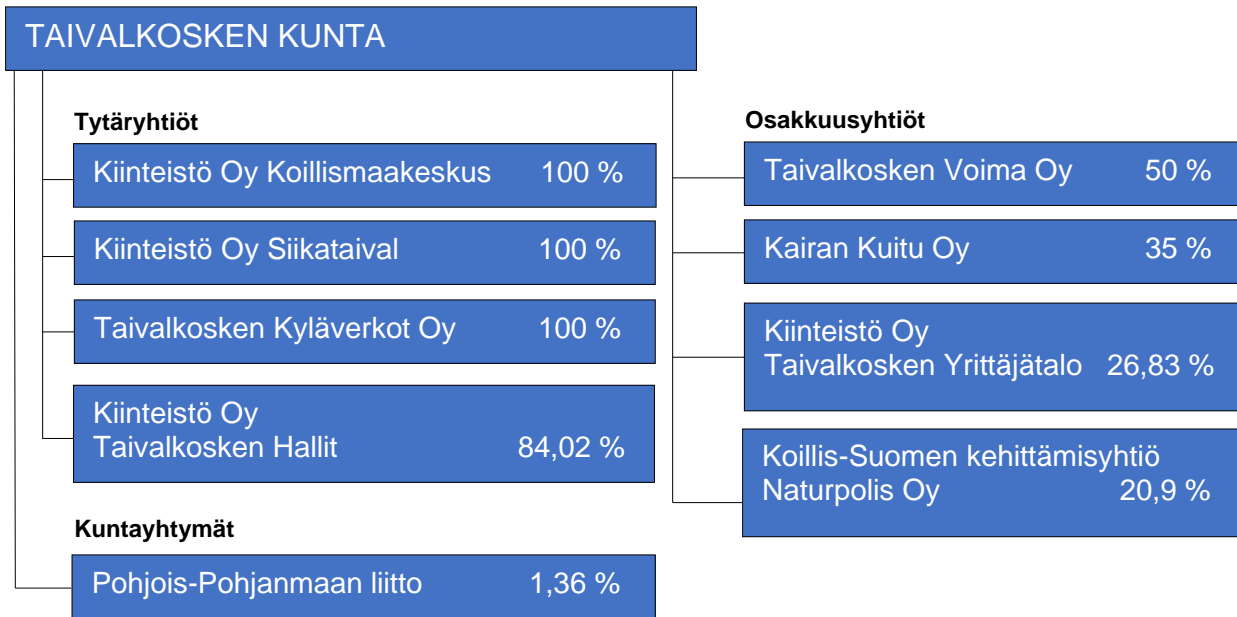 TAIVALKOSKEN KUNTA
Tytäryhtiöt
Kiinteistö Oy Koillismaakeskus 100 %
Kiinteistö Oy Siikataival 100 %
Taivalkosken Kyläverkot Oy 100 %
Kiinteistö Oy
Taivalkosken Hallit 84,02 %
Kuntayhtymät
Pohjois-Pohjanmaan liitto 1,36 %
Osakkuusyhtiöt
Taivalkosken Voima Oy 50 %
Kairan Kuitu Oy 35 %
Kiinteistö Oy
Taivalkosken Yrittäjätalo 26,83 %
Koillis-Suomen kehittämisyhtiö
Naturpolis Oy 20,9 %